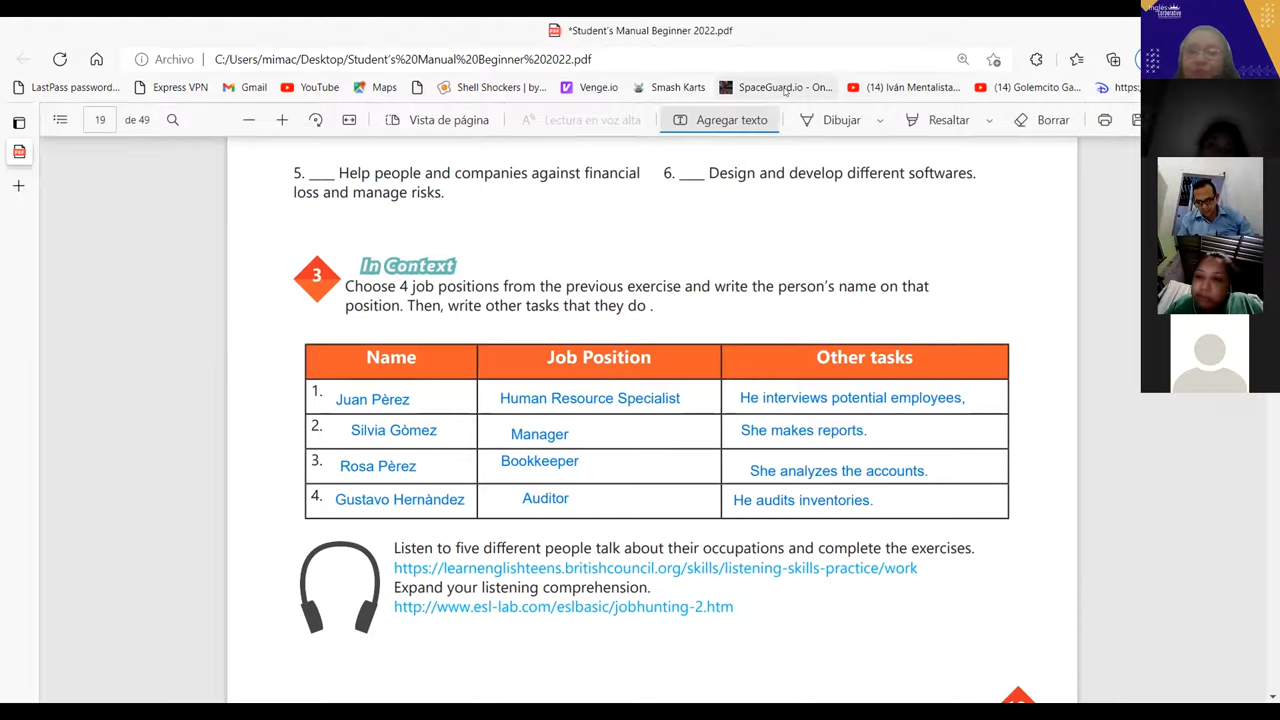 *Student's Manual Beginner 2022.pdf
Archivo C:/Users/mimac/Desktop/Student's%20Manual%20Beginner%202022.pdf
LastPass password... Express VPN Gmail YouTube Maps Shell Shockers | by... Venge.io Smash Karts SpaceGuard.io - On... (14) Iván Mentalista... (14) Golemcito Ga... https:
19 de 49 Vista de página Lectura en voz alta Agregar texto Dibujar Resaltar Borrar
5. ___ Help people and companies against financial
loss and manage risks.
6. ___ Design and develop different softwares.
3 In Context
Choose 4 job positions from the previous exercise and write the person's name on that
position. Then, write other tasks that they do .
Name Job Position Other tasks
1. Juan Pèrez Human Resource Specialist He interviews potential employees,
2. Silvia Gòmez Manager She makes reports.
3. Rosa Pèrez Bookkeeper She analyzes the accounts.
4. Gustavo Hernàndez Auditor He audits inventories.
Listen to five different people talk about their occupations and complete the exercises.
https://learnenglishteens.britishcouncil.org/skills/listening-skills-practice/work
Expand your listening comprehension.
http://www.esl-lab.com/eslbasic/jobhunting-2.htm
Inglés
corporativo